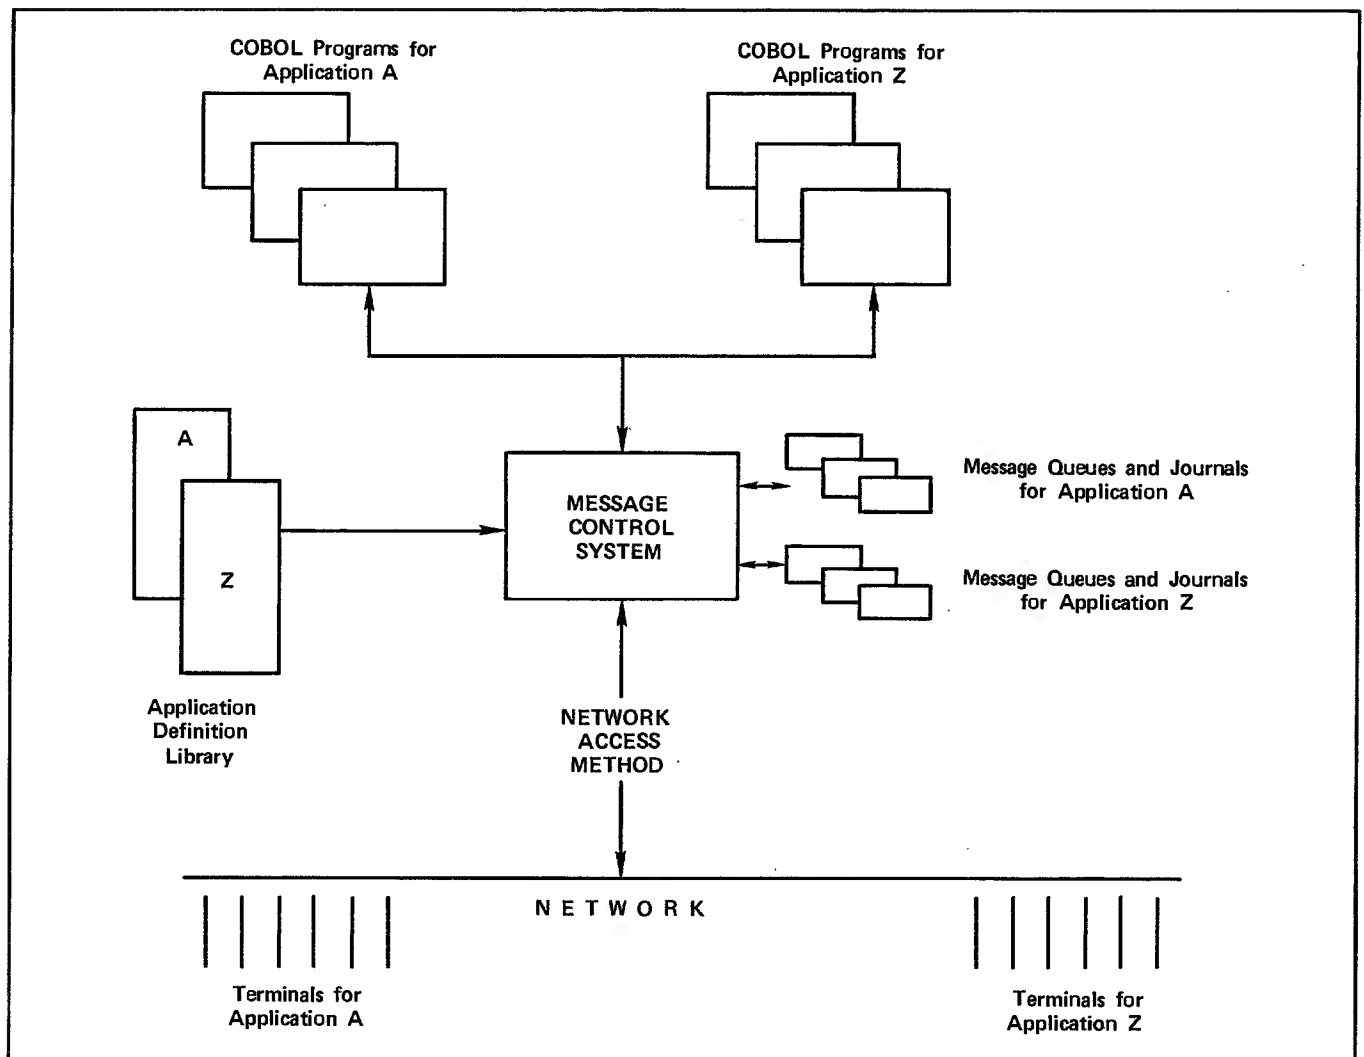 COBOL Programs for
Application A
COBOL Programs for
Application Z
A
Z
Application
Definition
Library
MESSAGE
CONTROL
SYSTEM
Message Queues and Journals
for Application A
Message Queues and Journals
for Application Z
NETWORK
ACCESS
METHOD
NETWORK
Terminals for
Application A
Terminals for
Application Z